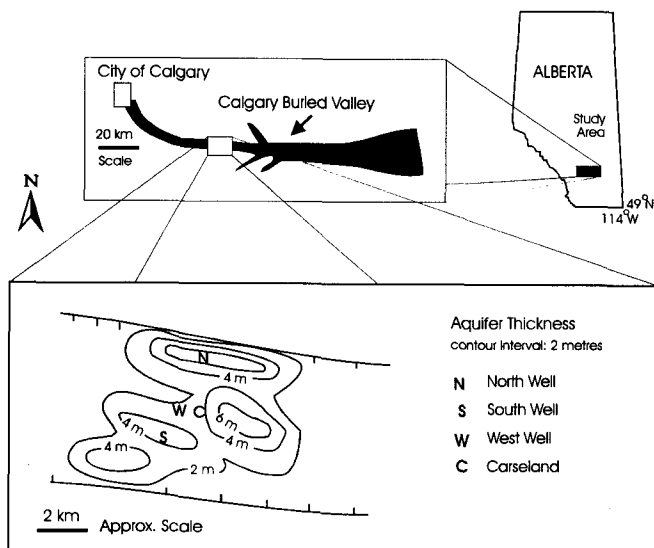 City of Calgary
Calgary Buried Valley
20 km
Scale
ALBERTA
Study
Area
49°N
114°W
N
Aquifer Thickness
contour interval: 2 metres
N North Well
S South Well
W West Well
C Carseland
N
4 m
W C
6 m
4 m
4 m
S
4 m
2 m
2 km Approx. Scale